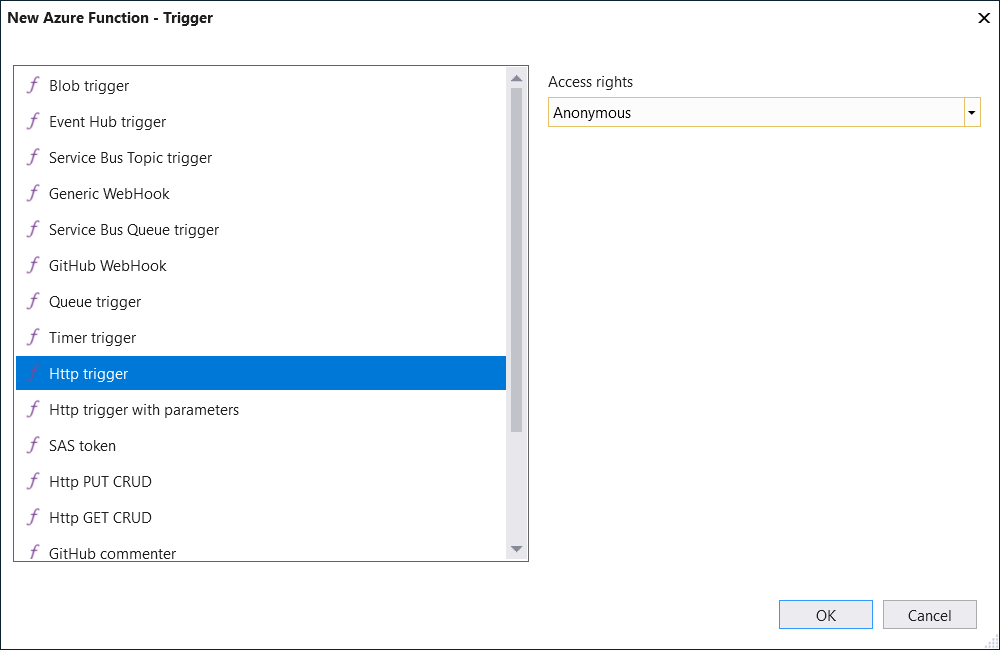 New Azure Function - Trigger
Blob trigger
Event Hub trigger
Service Bus Topic trigger
Generic WebHook
Service Bus Queue trigger
GitHub WebHook
Queue trigger
Timer trigger
Http trigger
Http trigger with parameters
SAS token
Http PUT CRUD
Http GET CRUD
GitHub commenter
Access rights
Anonymous
OK
Cancel